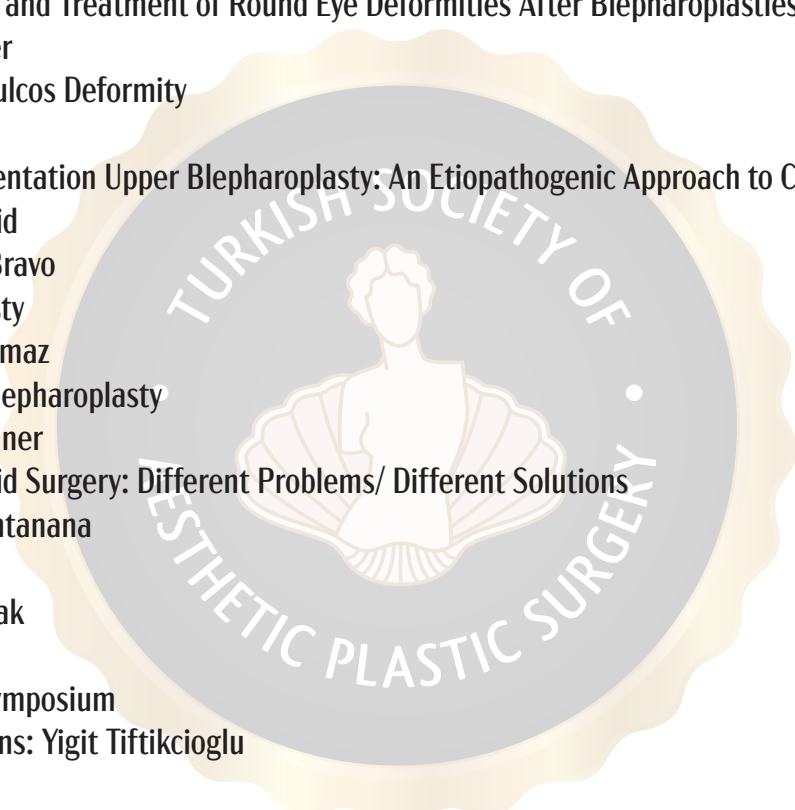 and Treatment of Round Eye Deformities After Blepharoplasties
er
ulcos Deformity
entation Upper Blepharoplasty: An Etiopathogenic Approach to C
id
Bravo
sty
maz
epharoplasty
ner
id Surgery: Different Problems/ Different Solutions
ntanana
ak
ymposium
ns: Yigit Tiftikcioglu
TURKISH SOCIETY OF
AESTHETIC PLASTIC SURGERY